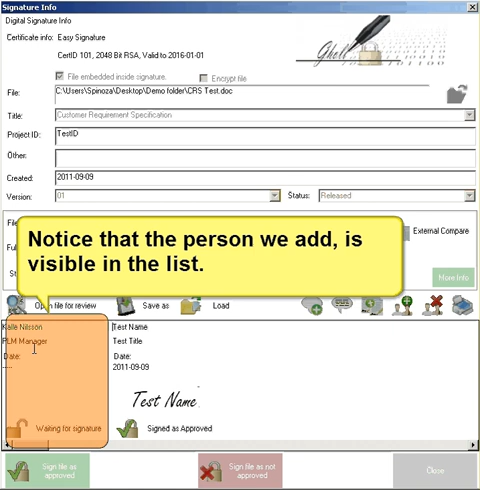 Signature Info
Digital Signature Info
Certificate info: Easy Signature
CertID 101, 2048 Bit RSA, Valid to 2016-01-01
File embedded inside signature. Encrypt file
File: C:\Users\Spinoza\Desktop\Demo folder\CRS Test.doc
Title: Customer Requirement Specification
Project ID: TestID
Other:
Created: 2011-09-09
Version: 01 Status: Released
External Compare
Notice that the person we add, is
visible in the list.
More Info
Open file for review Save as Load
Kalle Nilsson Test Name
PLM Manager Test Title
Date: Date:
----- 2011-09-09
Test Name
Waiting for signature Signed as Approved
Sign file as
approved
Sign file as not
approved
Close